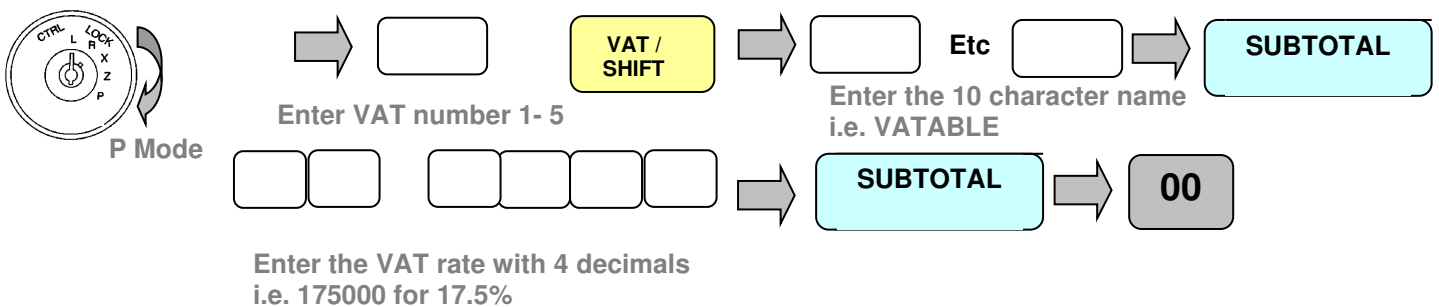 CTRL LOCK
L
R
X
Z
P
P Mode
Enter VAT number 1- 5
VAT /
SHIFT
Etc
Enter the 10 character name
i.e. VATABLE
SUBTOTAL
SUBTOTAL
00
Enter the VAT rate with 4 decimals
i.e. 175000 for 17.5%